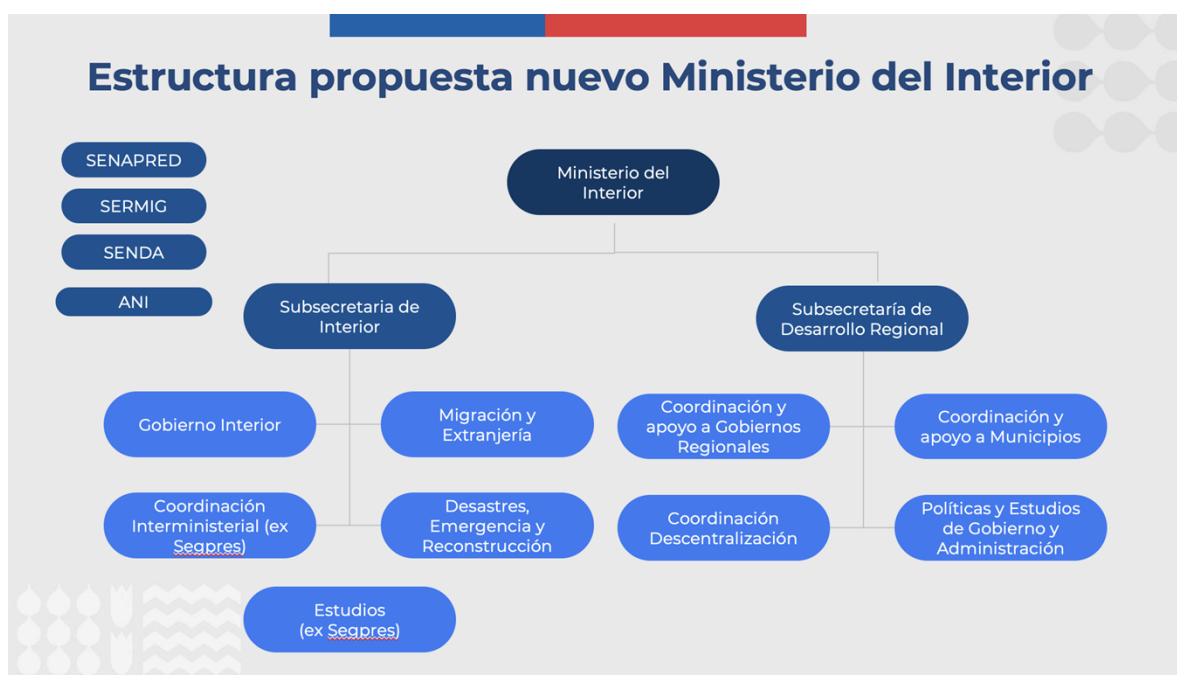 Estructura propuesta nuevo Ministerio del Interior
SENAPRED
SERMIG
SENDA
ANI
Ministerio del
Interior
Subsecretaria de
Interior
Subsecretaría de
Desarrollo Regional
Gobierno Interior
Migración y
Extranjería
Coordinación
Interministerial (ex
Segpres)
Desastres,
Emergencia y
Reconstrucción
Estudios
(ex Segpres)
Coordinación y
apoyo a Gobiernos
Regionales
Coordinación y
apoyo a Municipios
Coordinación
Descentralización
Políticas y Estudios
de Gobierno y
Administración